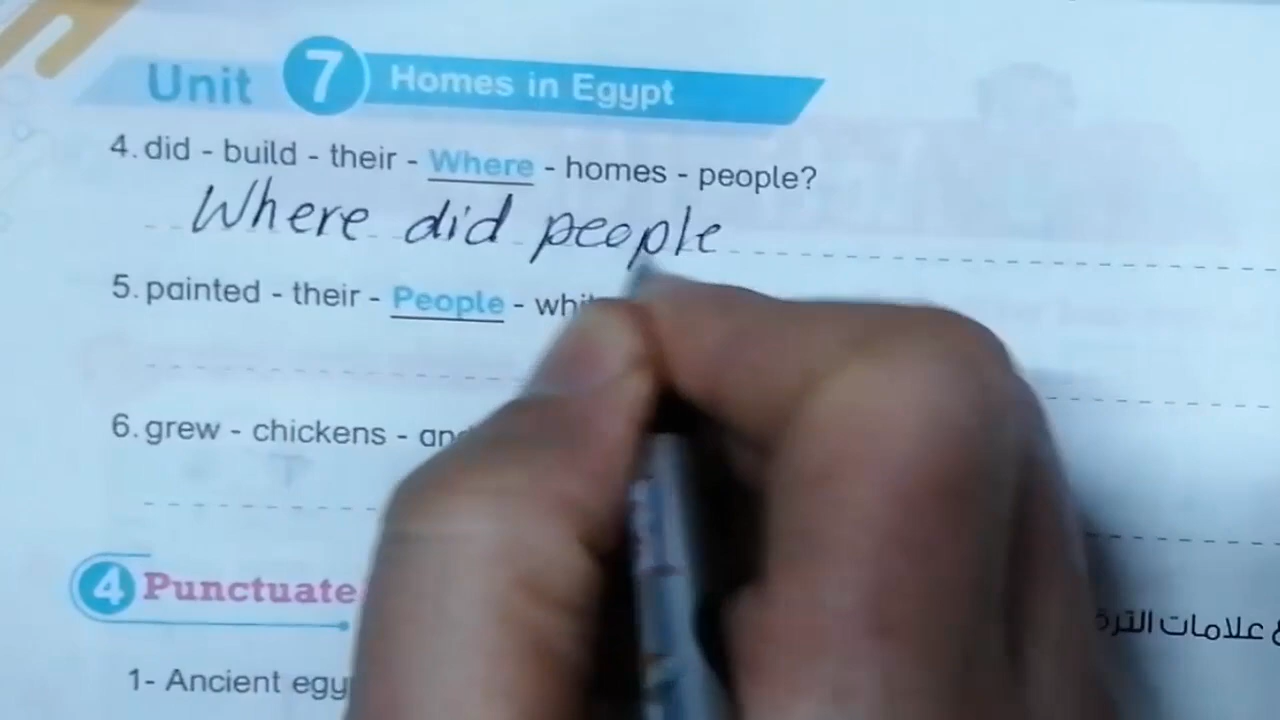 Unit 7 Homes in Egypt
4. did - build - their - Where - homes - people?
Where did people
5. painted - their - People -
6. grew - chickens -
4 Punctuate
1- Ancient
علامات